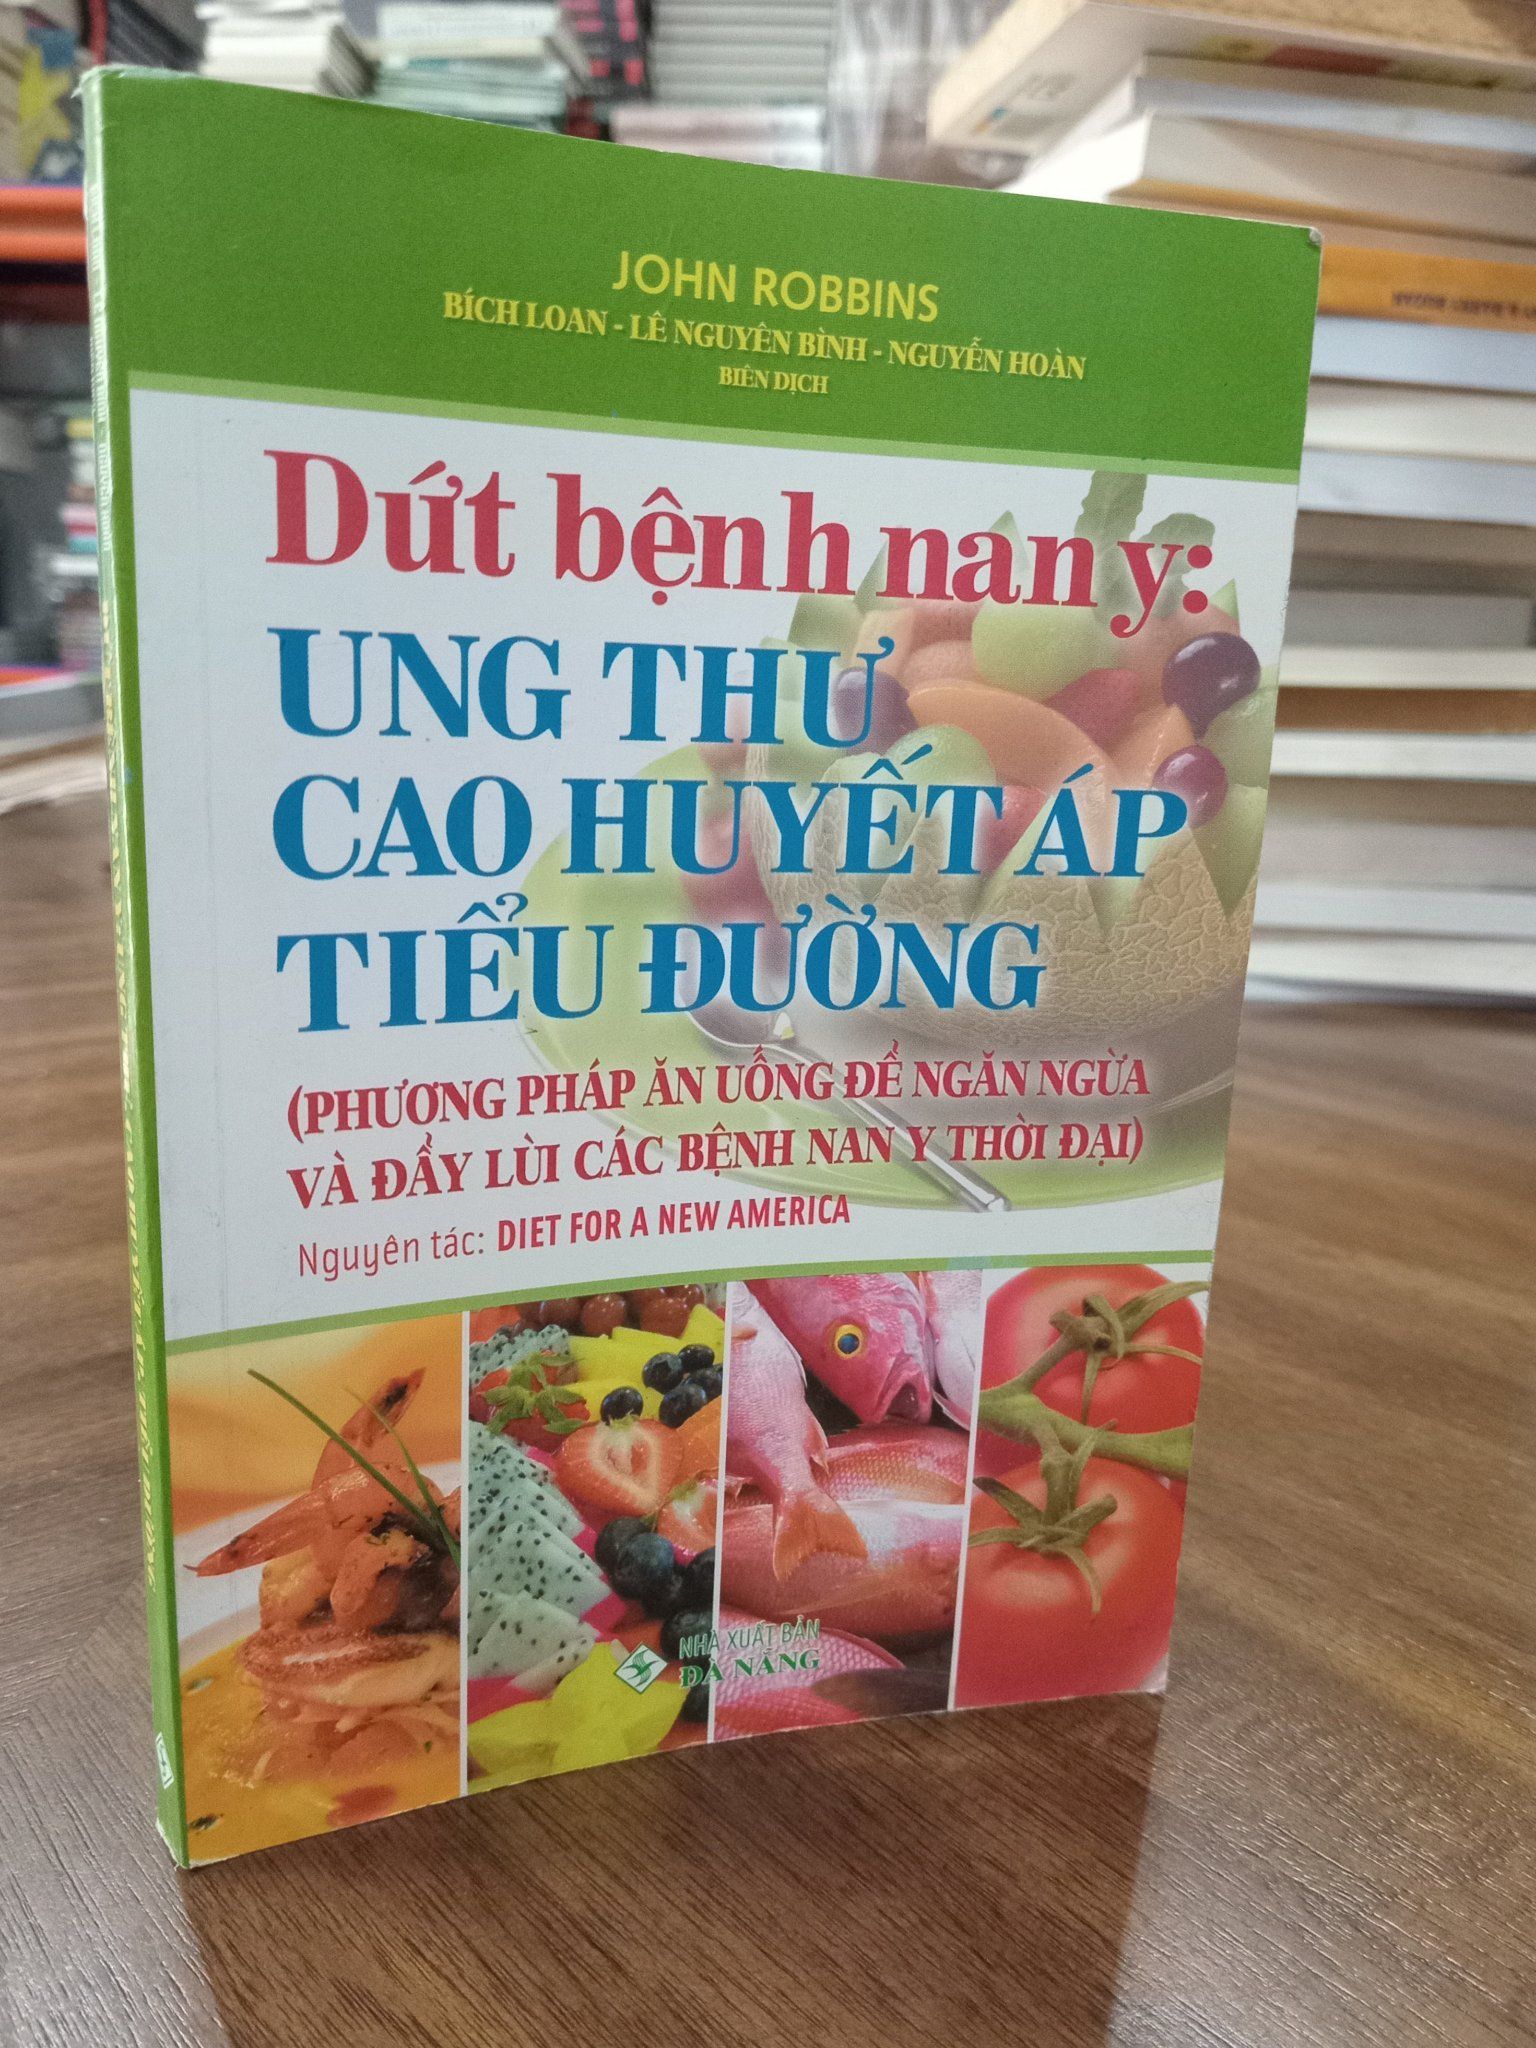 JOHN ROBBINS
BÍCH LOAN - LÊ NGUYÊN BÌNH - NGUYỄN HOÀN
BIÊN DỊCH
Dứt bệnh nan y:
UNG THƯ
CAO HUYẾT ÁP
TIỂU ĐƯỜNG
(PHƯƠNG PHÁP ĂN UỐNG ĐỂ NGĂN NGỪA
VÀ ĐẨY LÙI CÁC BỆNH NAN Y THỜI ĐẠI)
Nguyên tác: DIET FOR A NEW AMERICA
NHÀ XUẤT BẢN
ĐÀ NẴNG